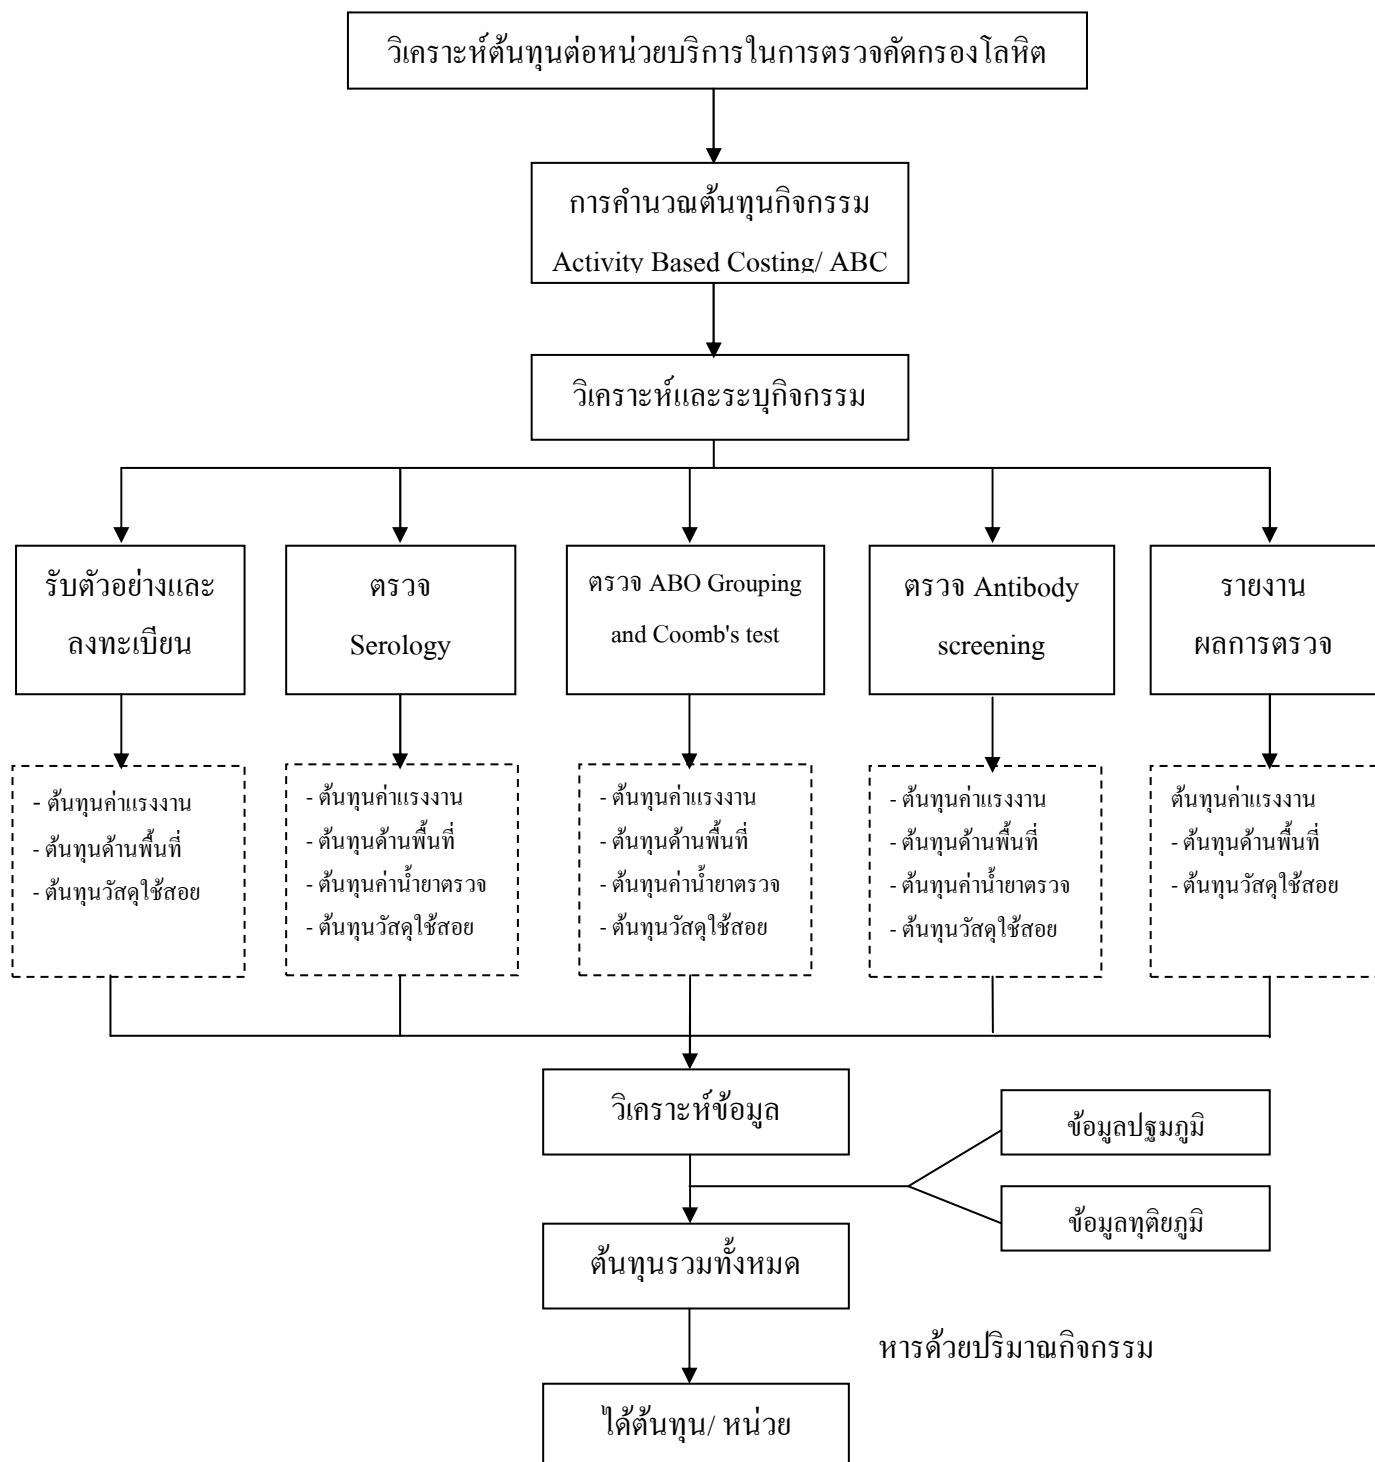 วิเคราะห์ต้นทุนต่อหน่วยบริการในการตรวจคัดกรองโลหิต
การคำนวณต้นทุนกิจกรรม
Activity Based Costing/ ABC
วิเคราะห์และระบุกิจกรรม
รับตัวอย่างและ
ลงทะเบียน
ตรวจ
Serology
ตรวจ ABO Grouping
and Coomb's test
ตรวจ Antibody
screening
รายงาน
ผลการตรวจ
- ต้นทุนค่าแรงงาน
- ต้นทุนด้านพื้นที่
- ต้นทุนวัสดุใช้สอย
- ต้นทุนค่าแรงงาน
- ต้นทุนด้านพื้นที่
- ต้นทุนค่าน้ำยาตรวจ
- ต้นทุนวัสดุใช้สอย
- ต้นทุนค่าแรงงาน
- ต้นทุนด้านพื้นที่
- ต้นทุนค่าน้ำยาตรวจ
- ต้นทุนวัสดุใช้สอย
- ต้นทุนค่าแรงงาน
- ต้นทุนด้านพื้นที่
- ต้นทุนค่าน้ำยาตรวจ
- ต้นทุนวัสดุใช้สอย
ต้นทุนค่าแรงงาน
- ต้นทุนด้านพื้นที่
- ต้นทุนวัสดุใช้สอย
วิเคราะห์ข้อมูล
ข้อมูลปฐมภูมิ
ข้อมูลทุติยภูมิ
ต้นทุนรวมทั้งหมด
หารด้วยปริมาณกิจกรรม
ได้ต้นทุน/ หน่วย